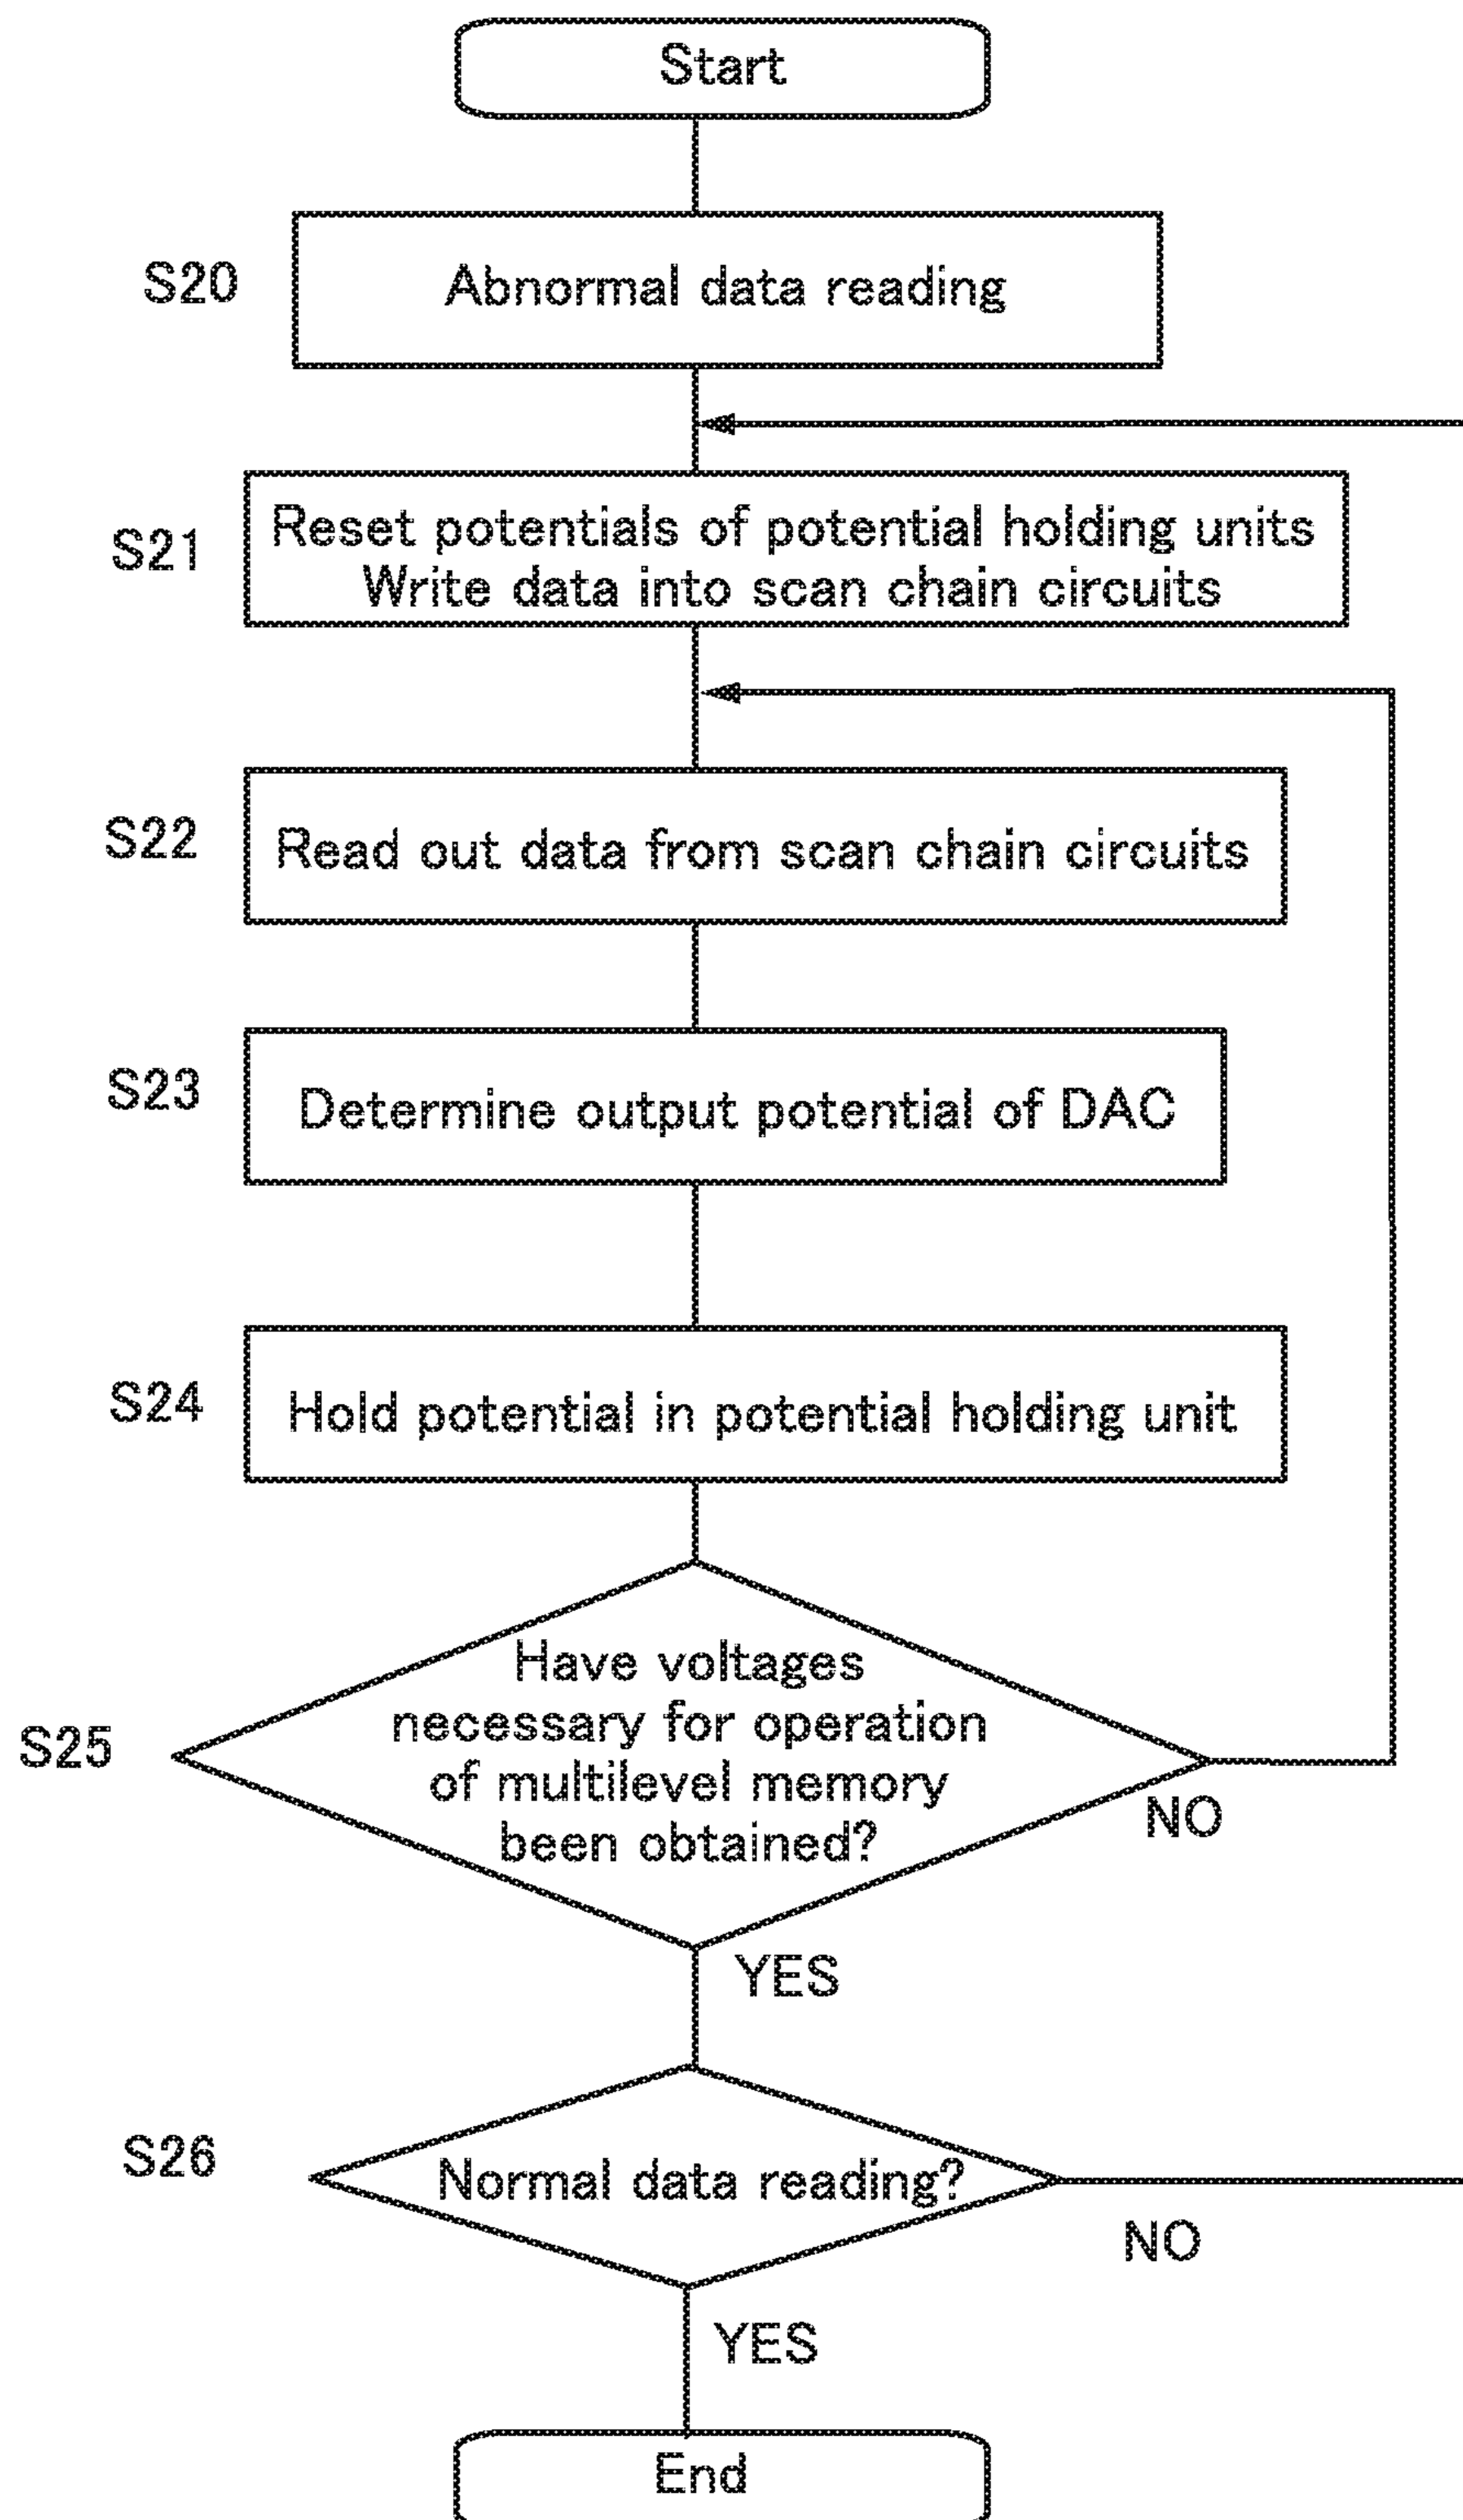 Start
S20
Abnormal data reading
S21
Reset potentials of potential holding units
Write data into scan chain circuits
S22
Read out data from scan chain circuits
S23
Determine output potential of DAC
S24
Hold potential in potential holding unit
S25
Have voltages
necessary for operation
of multilevel memory
been obtained?
NO
YES
S26
Normal data reading?
NO
YES
End